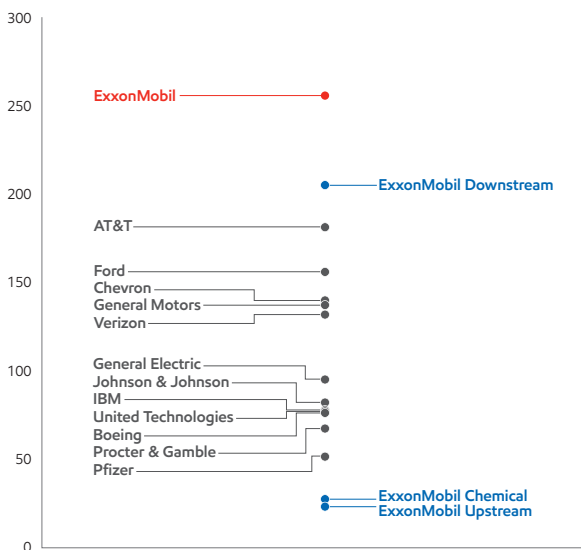 300
ExxonMobil
250
ExxonMobil Downstream
200
AT&T
Ford
150
Chevron
General Motors
Verizon
General Electric
100
Johnson & Johnson
IBM
United Technologies
Boeing
Procter & Gamble
50
Pfizer
ExxonMobil Chemical
ExxonMobil Upstream
0